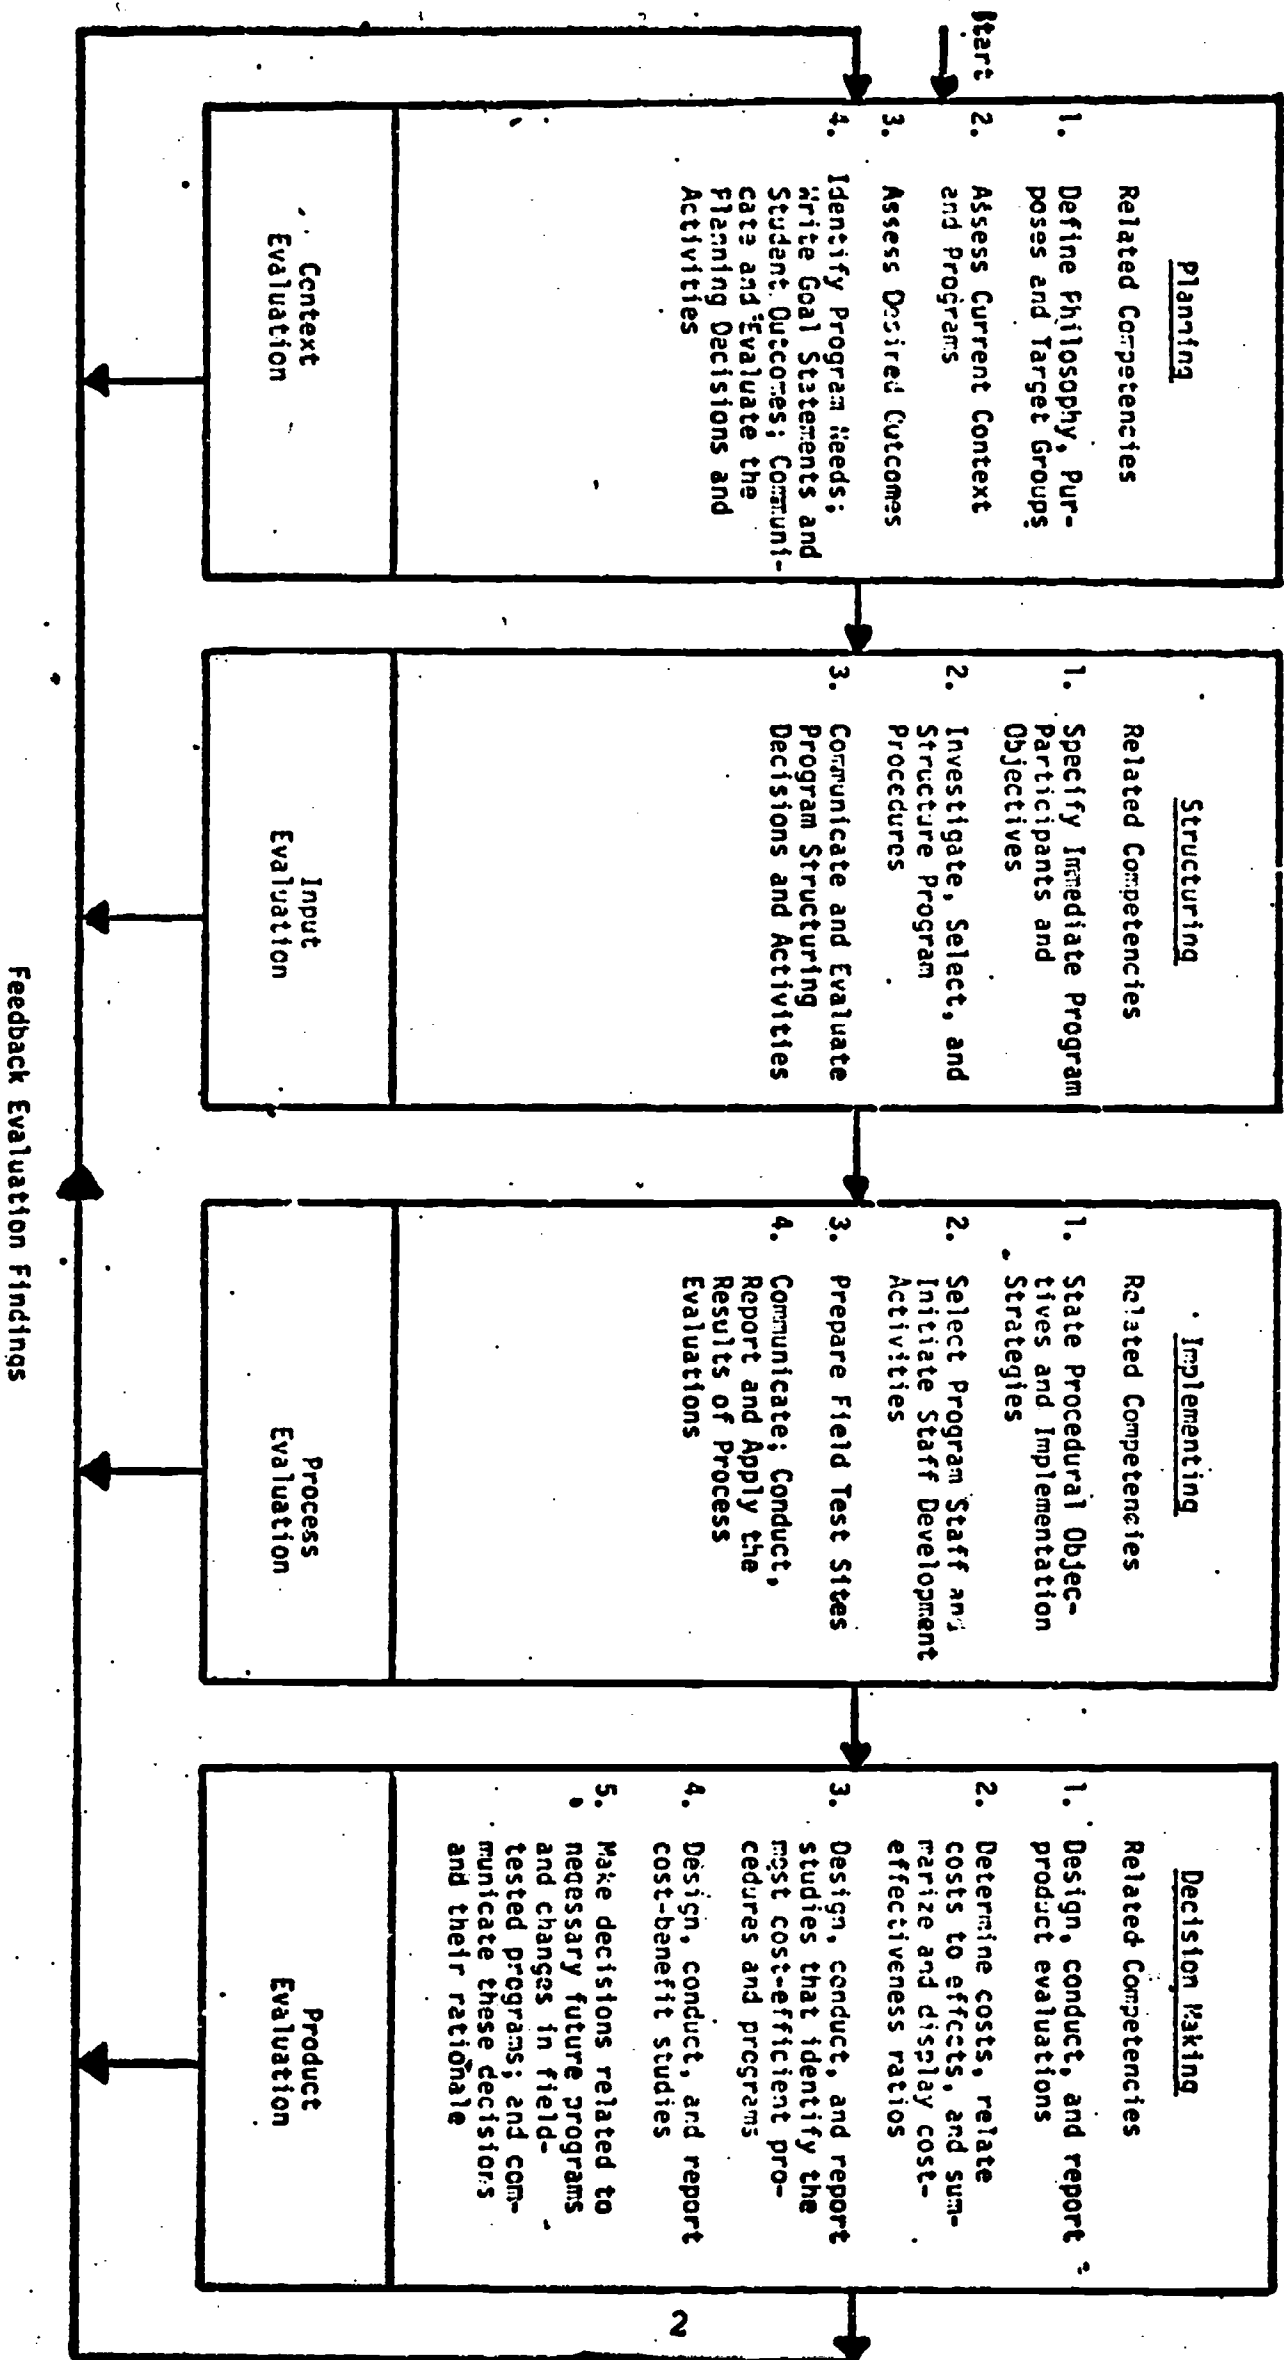 Start
Planning
Related Competencies
1. Define Philosophy, Pur-
poses and Target Groups
2. Assess Current Context
and Programs
3. Assess Desired Outcomes
4. Identify Program Needs;
Write Goal Statements and
Student Outcomes; Communi-
cate and Evaluate the
Planning Decisions and
Activities
Context
Evaluation
Structuring
Related Competencies
1. Specify Immediate Program
Participants and
Objectives
2. Investigate, Select, and
Structure Program
Procedures
3. Communicate and Evaluate
Program Structuring
Decisions and Activities
Input
Evaluation
Implementing
Related Competencies
1. State Procedural Objec-
tives and Implementation
Strategies
2. Select Program Staff and
Initiate Staff Development
Activities
3. Prepare Field Test Sites
4. Communicate; Conduct,
Report and Apply the
Results of Process
Evaluations
Process
Evaluation
Decision Making
Related Competencies
1. Design, conduct, and report
product evaluations
2. Determine costs, relate
costs to effects, and sum-
marize and display cost-
effectiveness ratios
3. Design, conduct, and report
studies that identify the
most cost-efficient pro-
cedures and programs
4. Design, conduct, and report
cost-benefit studies
5. Make decisions related to
necessary future programs
and changes in field-
tested programs; and com-
municate these decisions
and their rationale
Product
Evaluation
Feedback Evaluation Findings
2